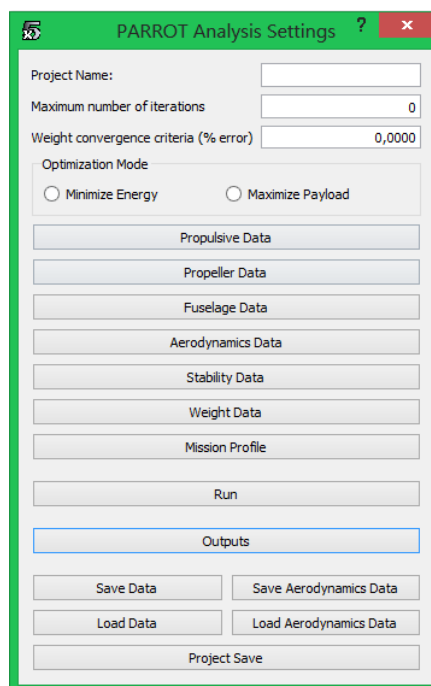 PARROT Analysis Settings ? x
Project Name:
Maximum number of iterations 0
Weight convergence criteria (% error) 0,0000
Optimization Mode
Minimize Energy Maximize Payload
Propulsive Data
Propeller Data
Fuselage Data
Aerodynamics Data
Stability Data
Weight Data
Mission Profile
Run
Outputs
Save Data Save Aerodynamics Data
Load Data Load Aerodynamics Data
Project Save